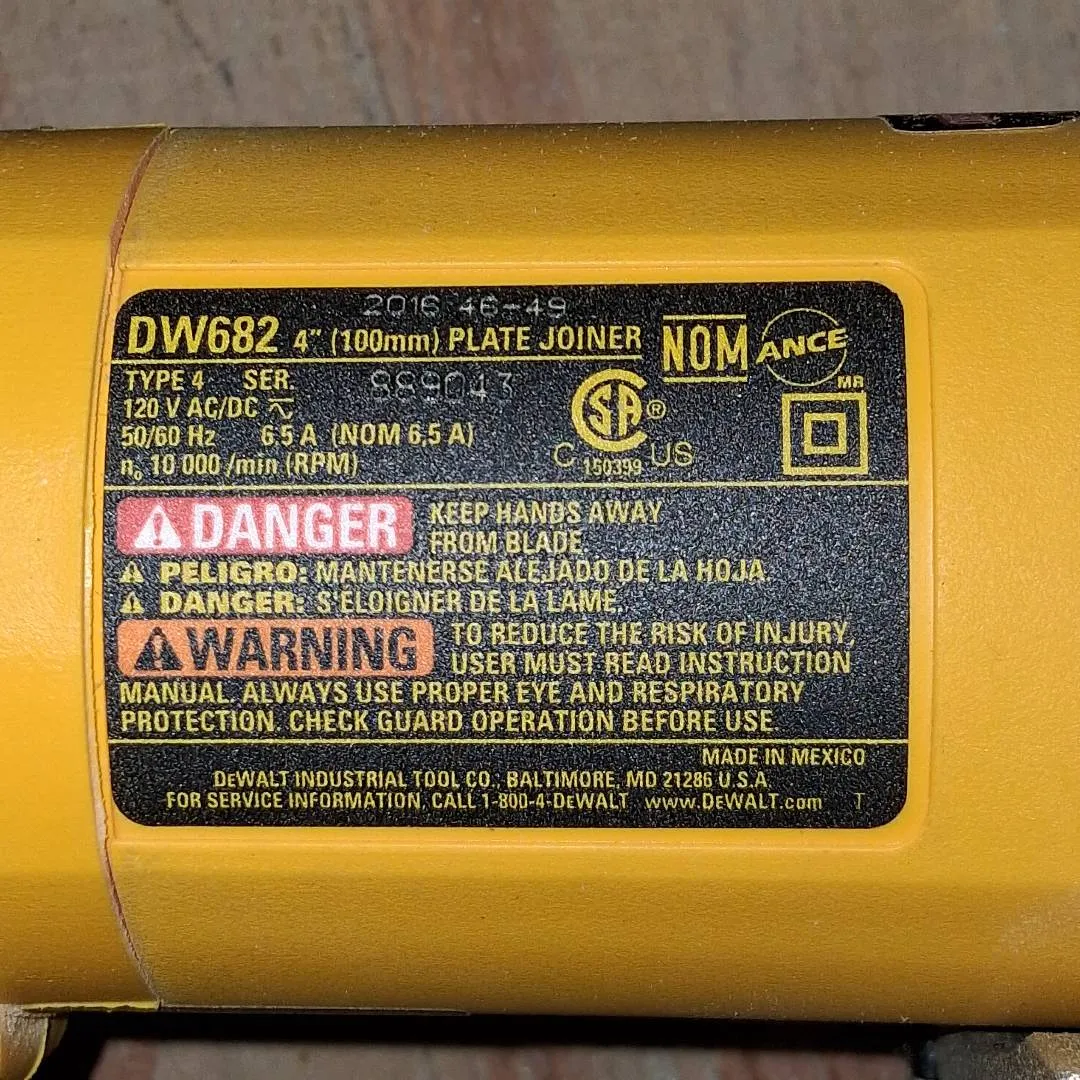 2016 46-49
DW682 4" (100mm) PLATE JOINER
NOM ANCE MR
TYPE 4 SER. 889043
120 V AC/DC
50/60 Hz 6.5 A (NOM 6,5 A)
n₀ 10 000 /min (RPM)
SA®
C 150399 US
DANGER KEEP HANDS AWAY
FROM BLADE.
PELIGRO: MANTENERSE ALEJADO DE LA HOJA.
DANGER: S'ELOIGNER DE LA LAME.
WARNING TO REDUCE THE RISK OF INJURY,
USER MUST READ INSTRUCTION
MANUAL. ALWAYS USE PROPER EYE AND RESPIRATORY
PROTECTION. CHECK GUARD OPERATION BEFORE USE.
MADE IN MEXICO
DEWALT INDUSTRIAL TOOL CO., BALTIMORE, MD 21286 U.S.A.
FOR SERVICE INFORMATION, CALL 1-800-4-DEWALT www.DEWALT.com T